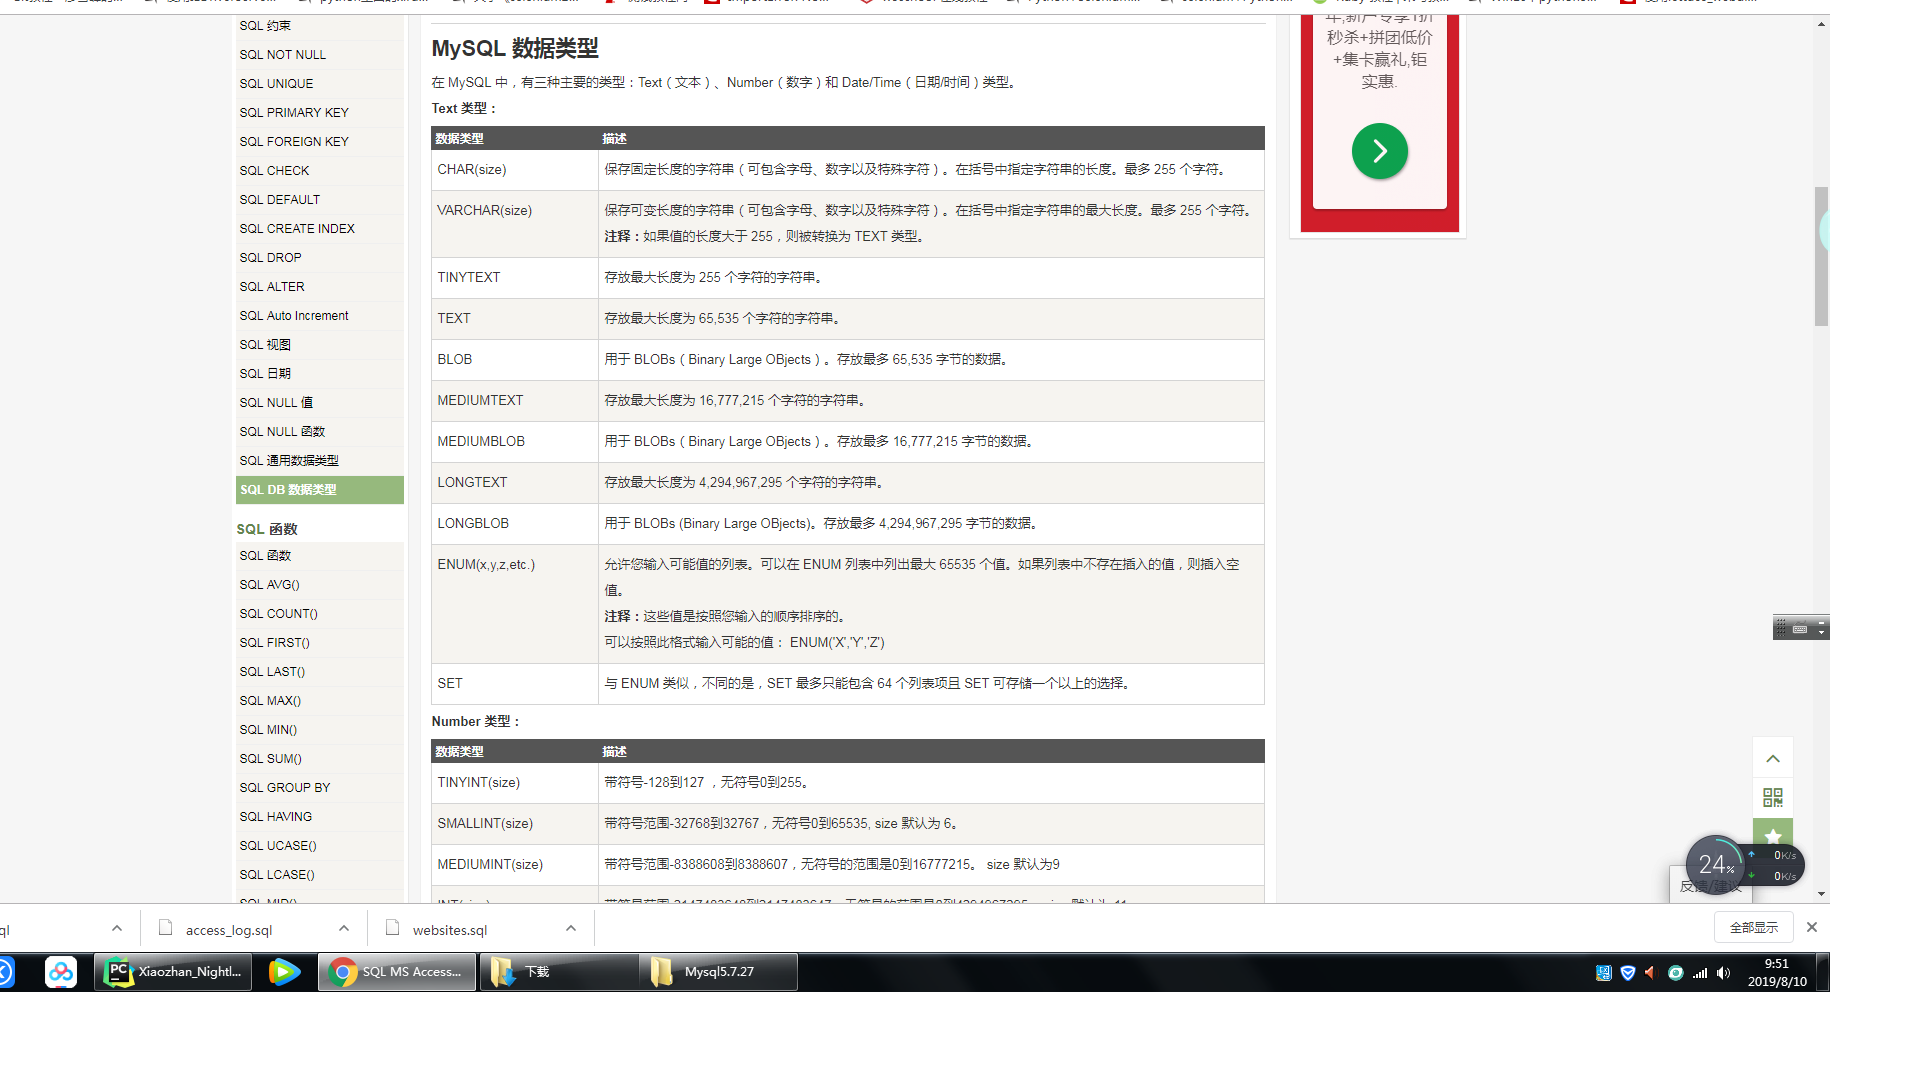 SQL 约束
SQL NOT NULL
SQL UNIQUE
SQL PRIMARY KEY
SQL FOREIGN KEY
SQL CHECK
SQL DEFAULT
SQL CREATE INDEX
SQL DROP
SQL ALTER
SQL Auto Increment
SQL 视图
SQL 日期
SQL NULL 值
SQL NULL 函数
SQL 通用数据类型
SQL DB 数据类型
SQL 函数
SQL 函数
SQL AVG()
SQL COUNT()
SQL FIRST()
SQL LAST()
SQL MAX()
SQL MIN()
SQL SUM()
SQL GROUP BY
SQL HAVING
SQL UCASE()
SQL LCASE()
SQL MID()
MySQL 数据类型
在 MySQL 中，有三种主要的类型：Text（文本）、Number（数字）和 Date/Time（日期/时间）类型。
Text 类型：
数据类型 描述
CHAR(size) 保存固定长度的字符串（可包含字母、数字以及特殊字符）。在括号中指定字符串的长度。最多 255 个字符。
VARCHAR(size) 保存可变长度的字符串（可包含字母、数字以及特殊字符）。在括号中指定字符串的最大长度。最多 255 个字符。
注释：如果值的长度大于 255，则被转换为 TEXT 类型。
TINYTEXT 存放最大长度为 255 个字符的字符串。
TEXT 存放最大长度为 65,535 个字符的字符串。
BLOB 用于 BLOBs（Binary Large OBjects）。存放最多 65,535 字节的数据。
MEDIUMTEXT 存放最大长度为 16,777,215 个字符的字符串。
MEDIUMBLOB 用于 BLOBs（Binary Large OBjects）。存放最多 16,777,215 字节的数据。
LONGTEXT 存放最大长度为 4,294,967,295 个字符的字符串。
LONGBLOB 用于 BLOBs (Binary Large OBjects)。存放最多 4,294,967,295 字节的数据。
ENUM(x,y,z,etc.) 允许您输入可能值的列表。可以在 ENUM 列表中列出最大 65535 个值。如果列表中不存在插入的值，则插入空
值。
注释：这些值是按照您输入的顺序排序的。
可以按照此格式输入可能的值： ENUM('X','Y','Z')
SET 与 ENUM 类似，不同的是，SET 最多只能包含 64 个列表项且 SET 可存储一个以上的选择。
Number 类型：
数据类型 描述
TINYINT(size) 带符号-128到127 ，无符号0到255。
SMALLINT(size) 带符号范围-32768到32767，无符号0到65535, size 默认为 6。
MEDIUMINT(size) 带符号范围-8388608到8388607，无符号的范围是0到16777215。 size 默认为9
秒杀+拼团低价
+集卡赢礼,钜
实惠.
24%
0K/s
0K/s
反馈/建议
ql
access_log.sql
websites.sql
全部显示
Xiaozhan_Nightl...
SQL MS Access...
下载
Mysql5.7.27
9:51
2019/8/10